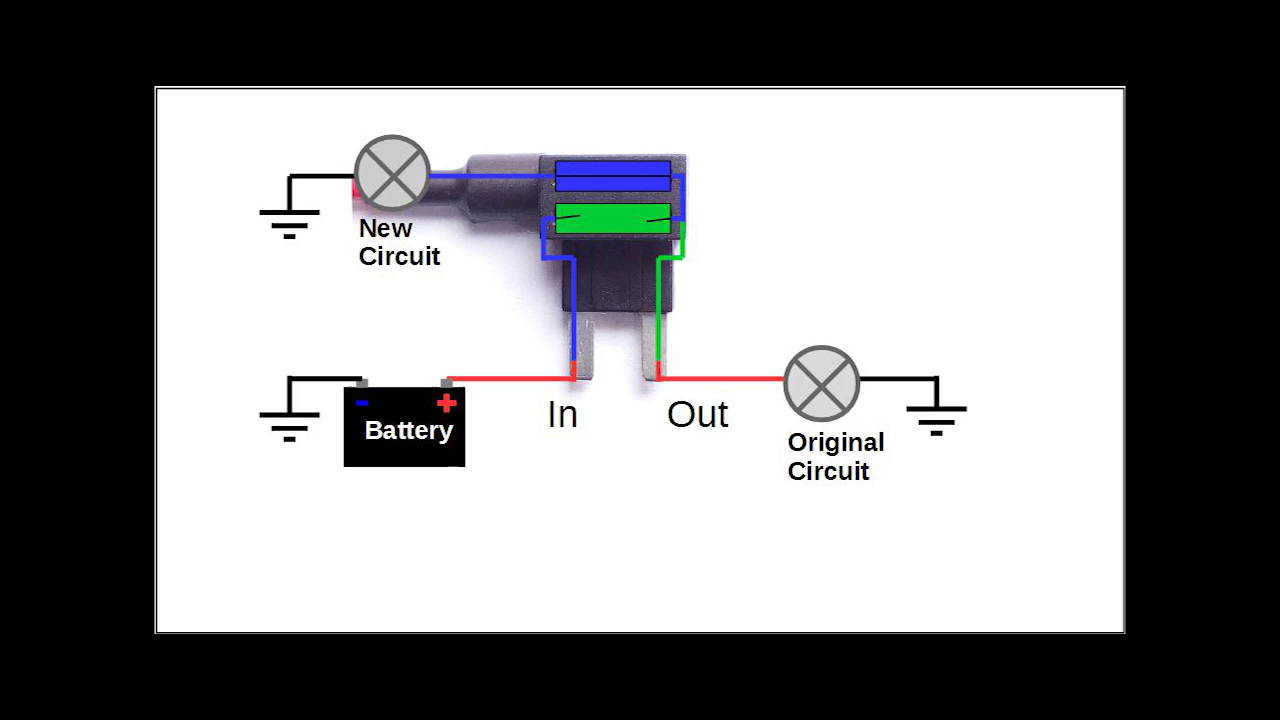 New
Circuit
- +
Battery
In
Out
Original
Circuit